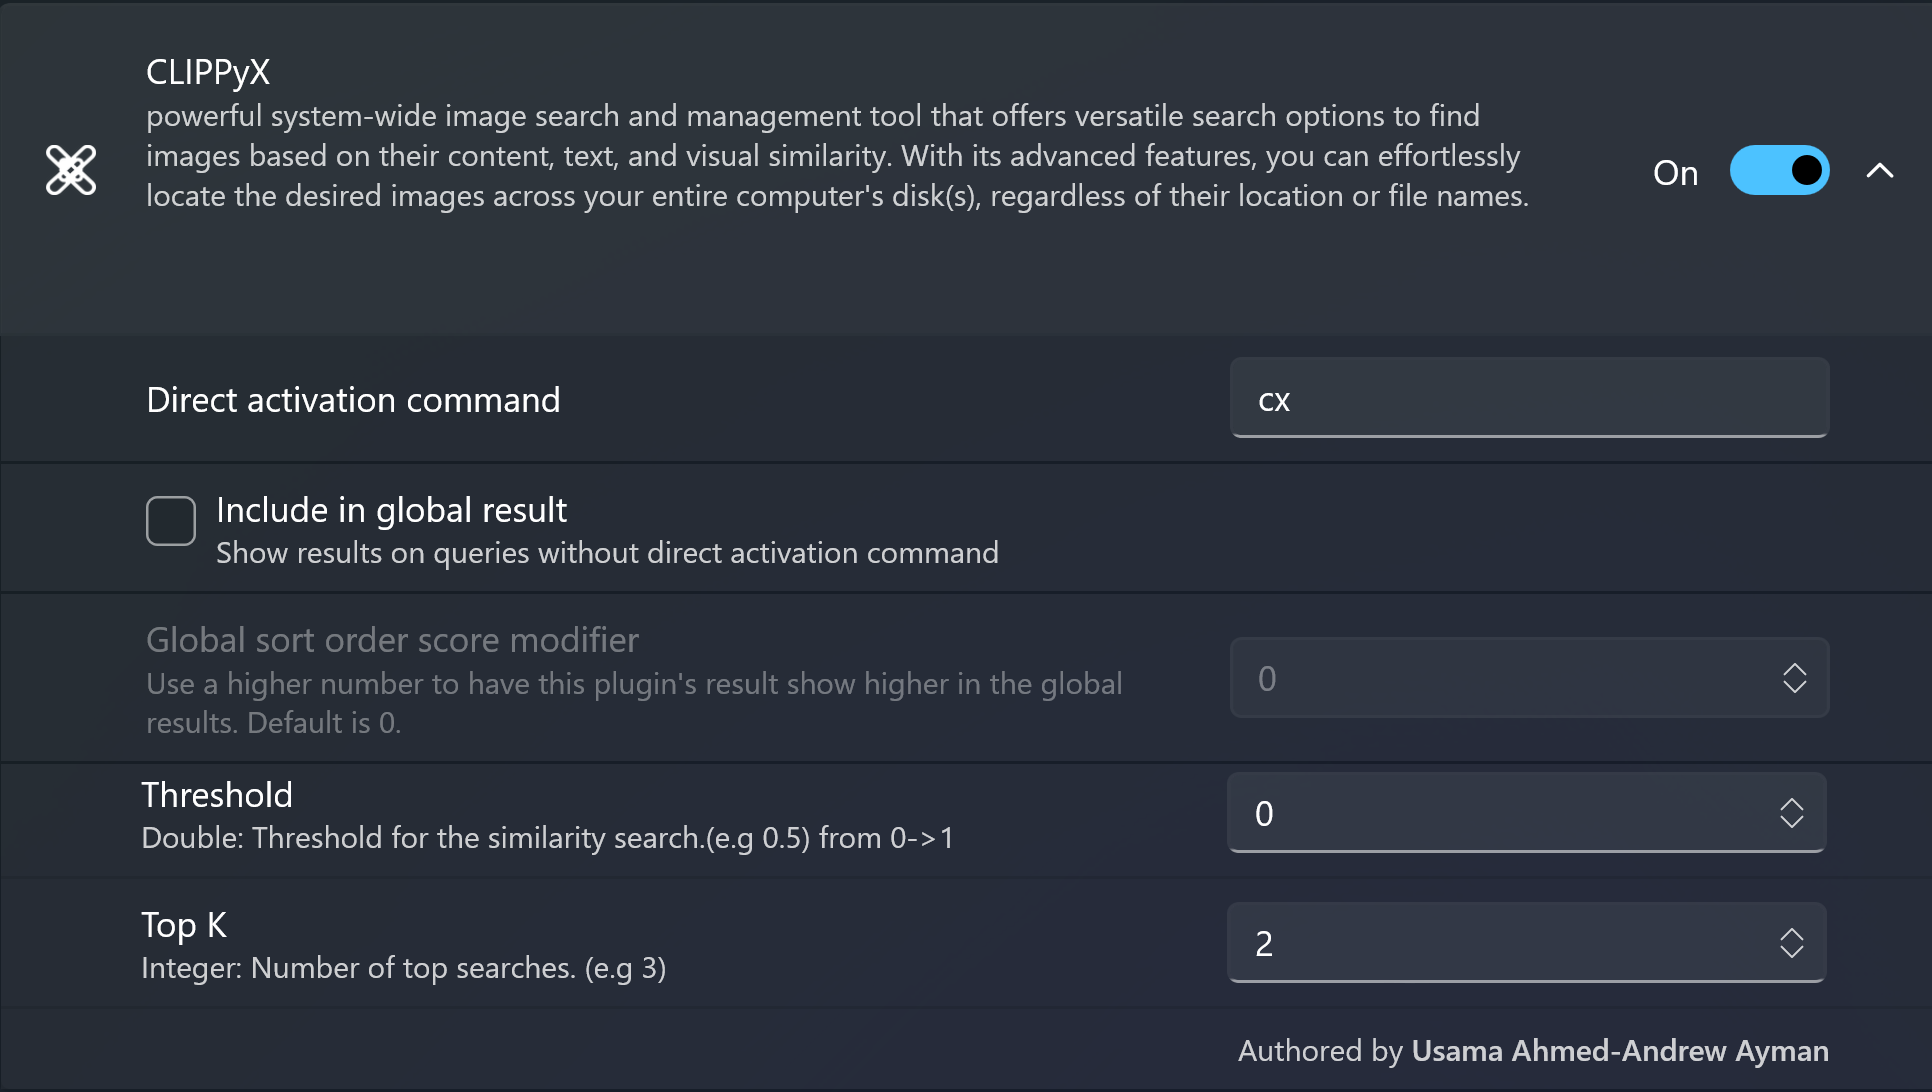 CLIPPyX
powerful system-wide image search and management tool that offers versatile search options to find
images based on their content, text, and visual similarity. With its advanced features, you can effortlessly
locate the desired images across your entire computer's disk(s), regardless of their location or file names.
On
Direct activation command
cx
Include in global result
Show results on queries without direct activation command
Global sort order score modifier
Use a higher number to have this plugin's result show higher in the global
results. Default is 0.
0
Threshold
Double: Threshold for the similarity search.(e.g 0.5) from 0->1
0
Top K
Integer: Number of top searches. (e.g 3)
2
Authored by Usama Ahmed-Andrew Ayman